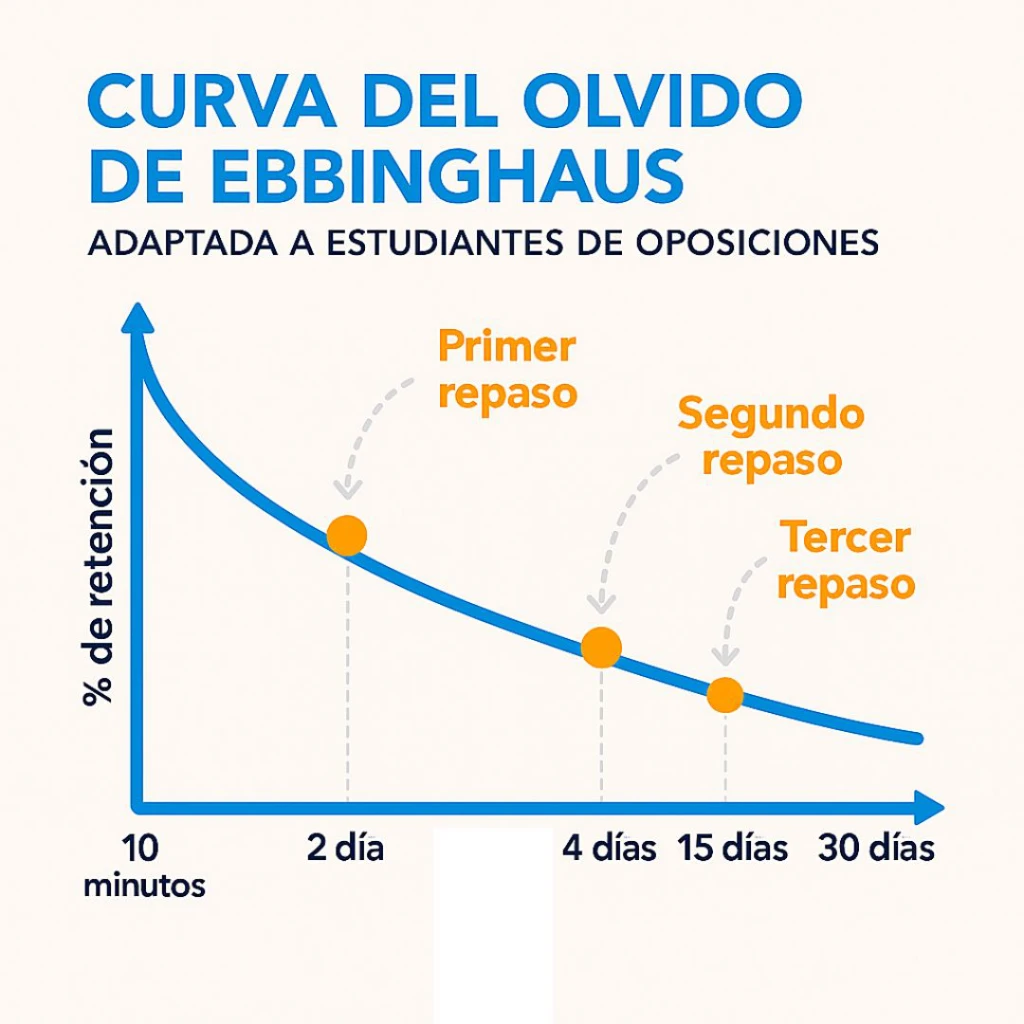 CURVA DEL OLVIDO
DE EBBINGHAUS
ADAPTADA A ESTUDIANTES DE OPOSICIONES
Primer
repaso
Segundo
repaso
Tercer
repaso
% de retención
10
minutos
2 día
4 días
15 días
30 días